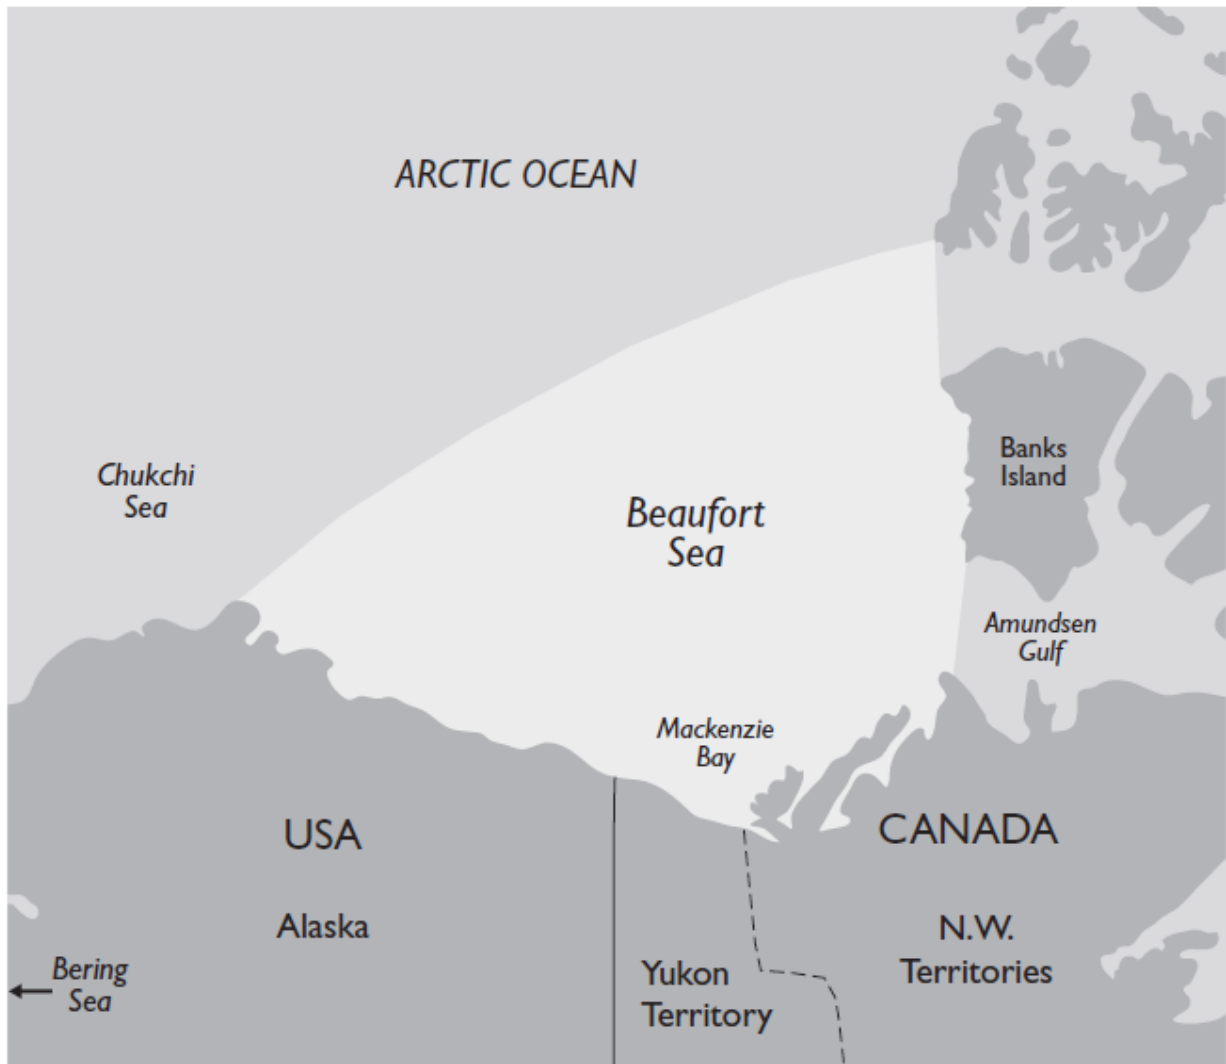 ARCTIC OCEAN
Chukchi
Sea
Banks
Island
Beaufort
Sea
Amundsen
Gulf
Mackenzie
Bay
USA
CANADA
Alaska
N.W.
Territories
Bering
Sea
Yukon
Territory